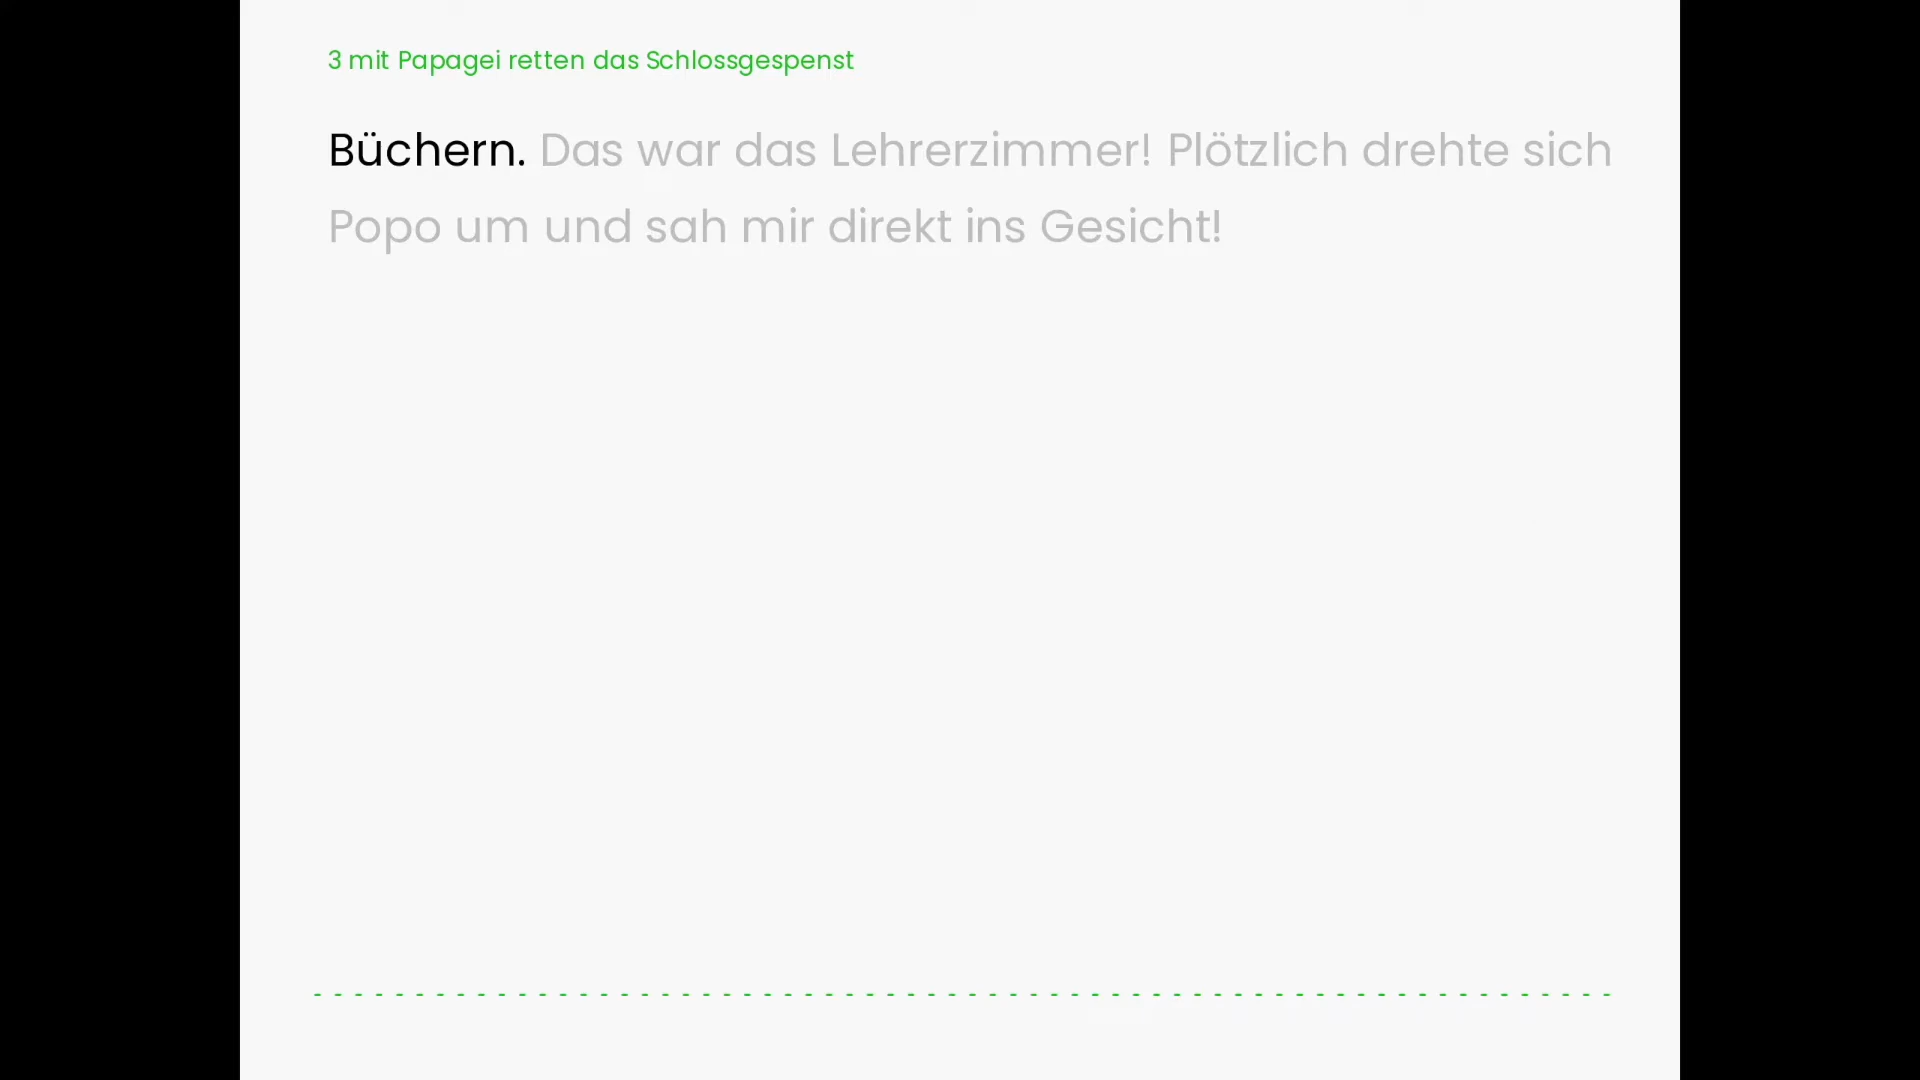 3 mit Papagei retten das Schlossgespenst
Büchern. Das war das Lehrerzimmer! Plötzlich drehte sich
Popo um und sah mir direkt ins Gesicht!